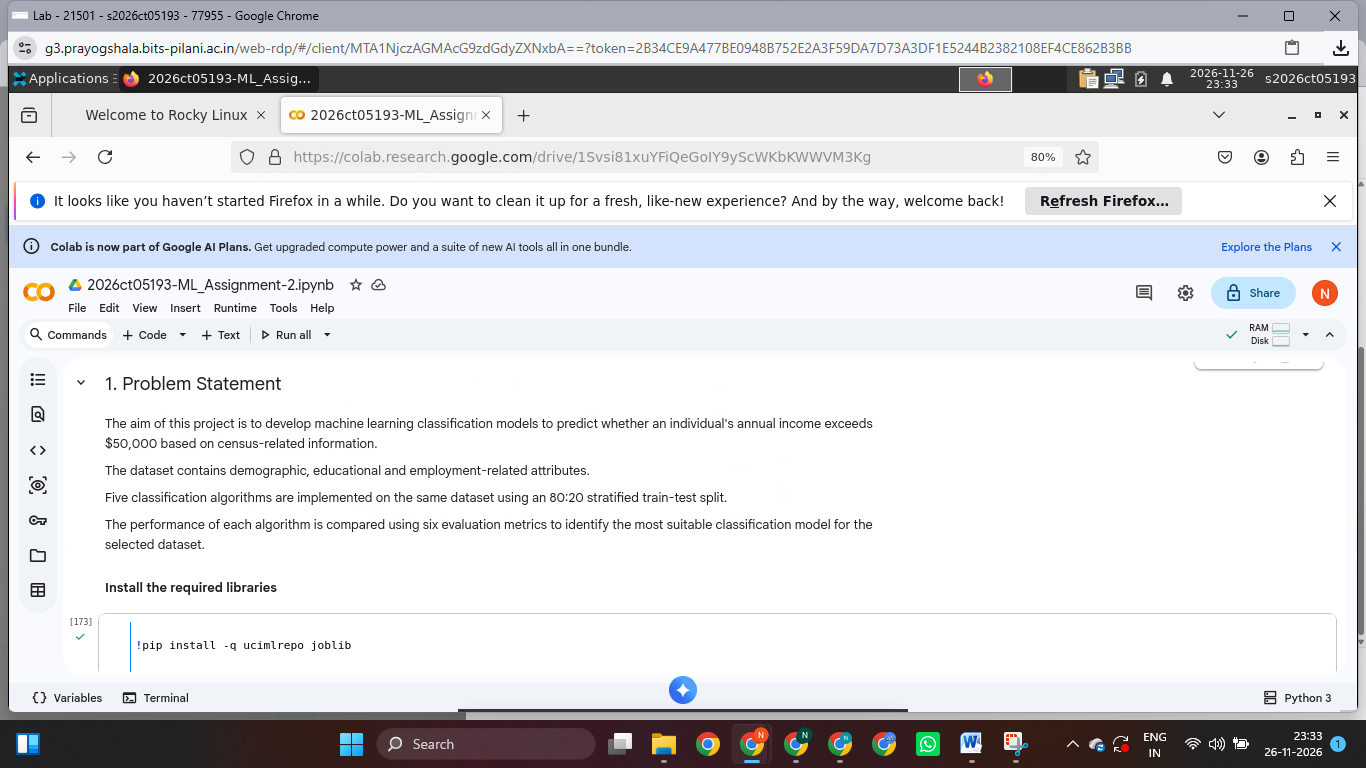 Lab - 21501 - s2026ct05193 - 77955 - Google Chrome
g3.prayogshala.bits-pilani.ac.in/web-rdp/#/client/MTA1NjczAGMAcG9zdGdyZXNxbA==?token=2B34CE9A477BE0948B752E2A3F59DA7D73A3DF1E5244B2382108EF4CE862B3BB
Applications
2026ct05193-ML_Assig...
2026-11-26
23:33
s2026ct05193
Welcome to Rocky Linux
2026ct05193-ML_Assign
https://colab.research.google.com/drive/1Svsi81xuYFiQeGoIY9yScWKbKWWVM3Kg
80%
It looks like you haven't started Firefox in a while. Do you want to clean it up for a fresh, like-new experience? And by the way, welcome back!
Refresh Firefox...
Colab is now part of Google AI Plans. Get upgraded compute power and a suite of new AI tools all in one bundle.
Explore the Plans
2026ct05193-ML_Assignment-2.ipynb
File Edit View Insert Runtime Tools Help
Share
N
Commands + Code + Text Run all
RAM
Disk
1. Problem Statement
The aim of this project is to develop machine learning classification models to predict whether an individual's annual income exceeds
$50,000 based on census-related information.
The dataset contains demographic, educational and employment-related attributes.
Five classification algorithms are implemented on the same dataset using an 80:20 stratified train-test split.
The performance of each algorithm is compared using six evaluation metrics to identify the most suitable classification model for the
selected dataset.
Install the required libraries
[173]
!pip install -q ucimlrepo joblib
Variables
Terminal
Python 3
Search
ENG
IN
23:33
26-11-2026
1